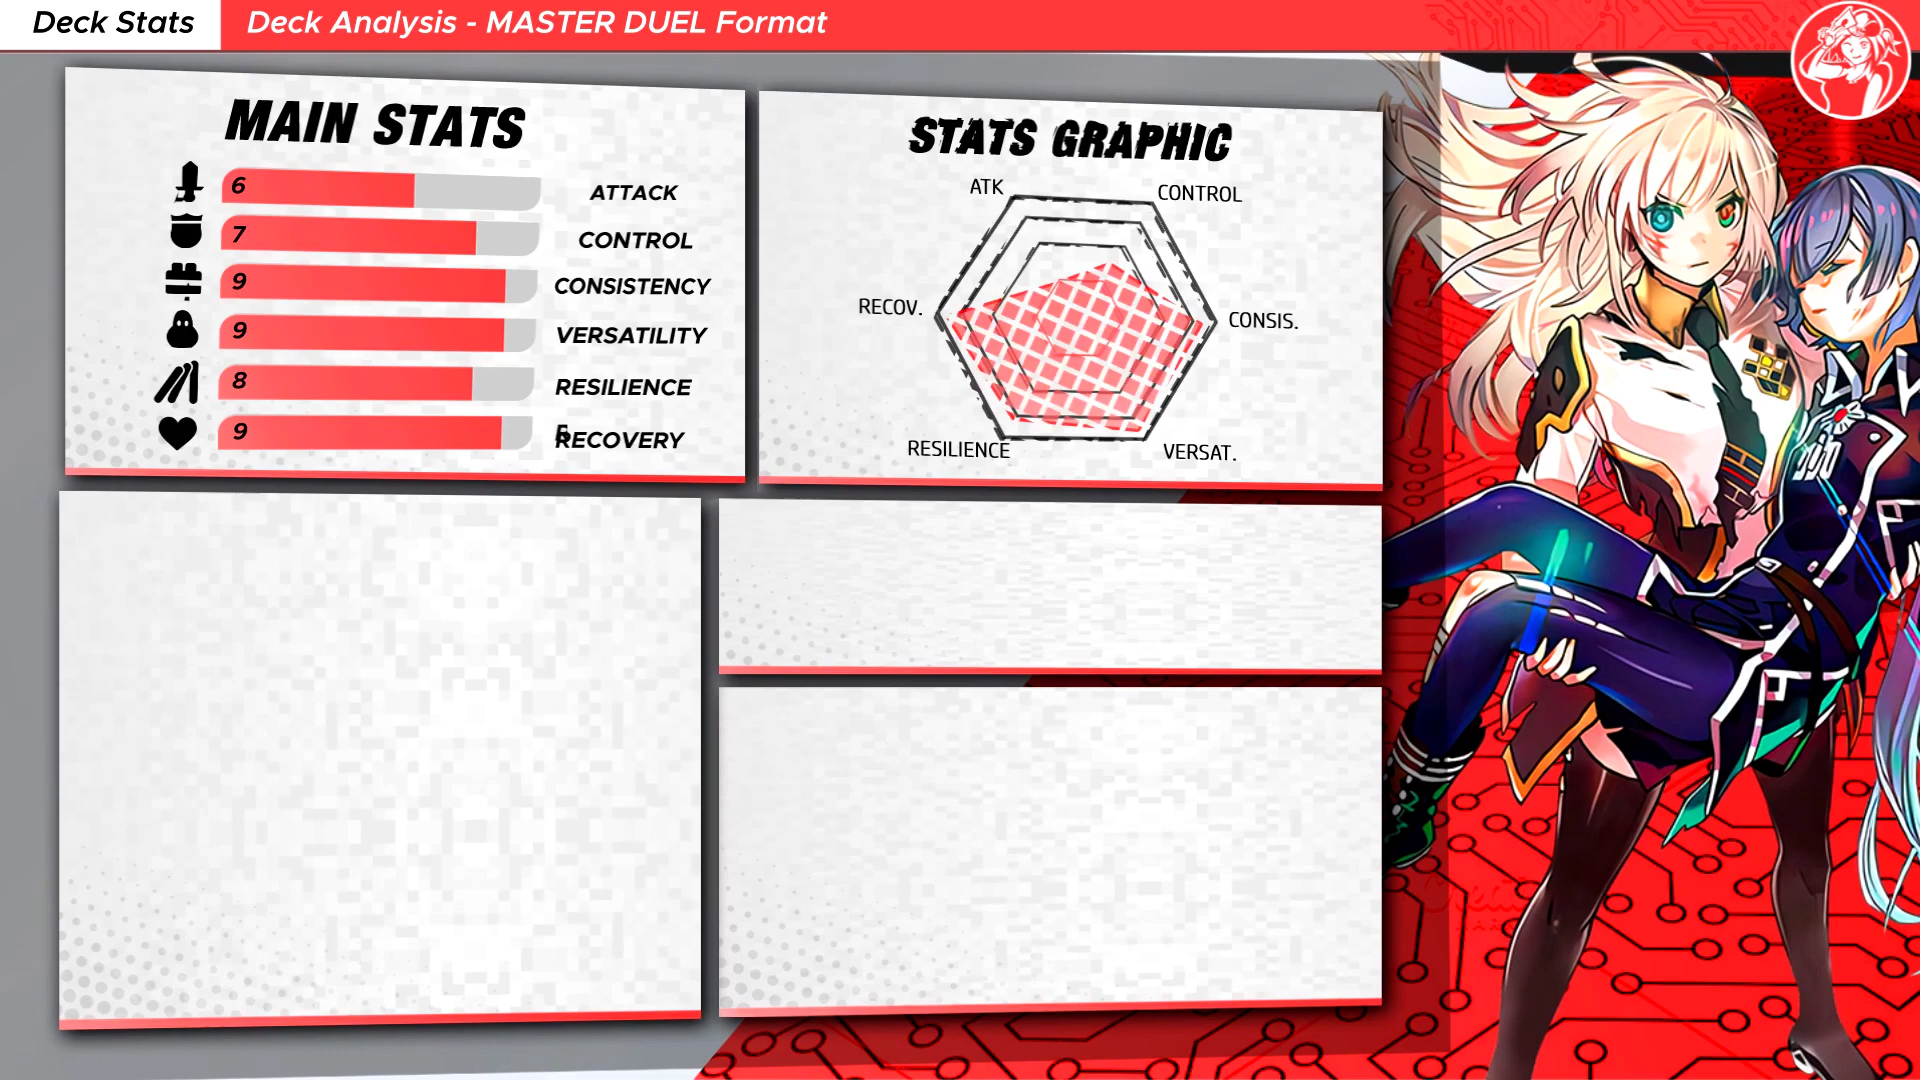 Deck Stats
Deck Analysis - MASTER DUEL Format
MAIN STATS
6 ATTACK
7 CONTROL
9 CONSISTENCY
9 VERSATILITY
8 RESILIENCE
9 RECOVERY
STATS GRAPHIC
ATK
CONTROL
RECOV.
CONSIS.
RESILIENCE
VERSAT.